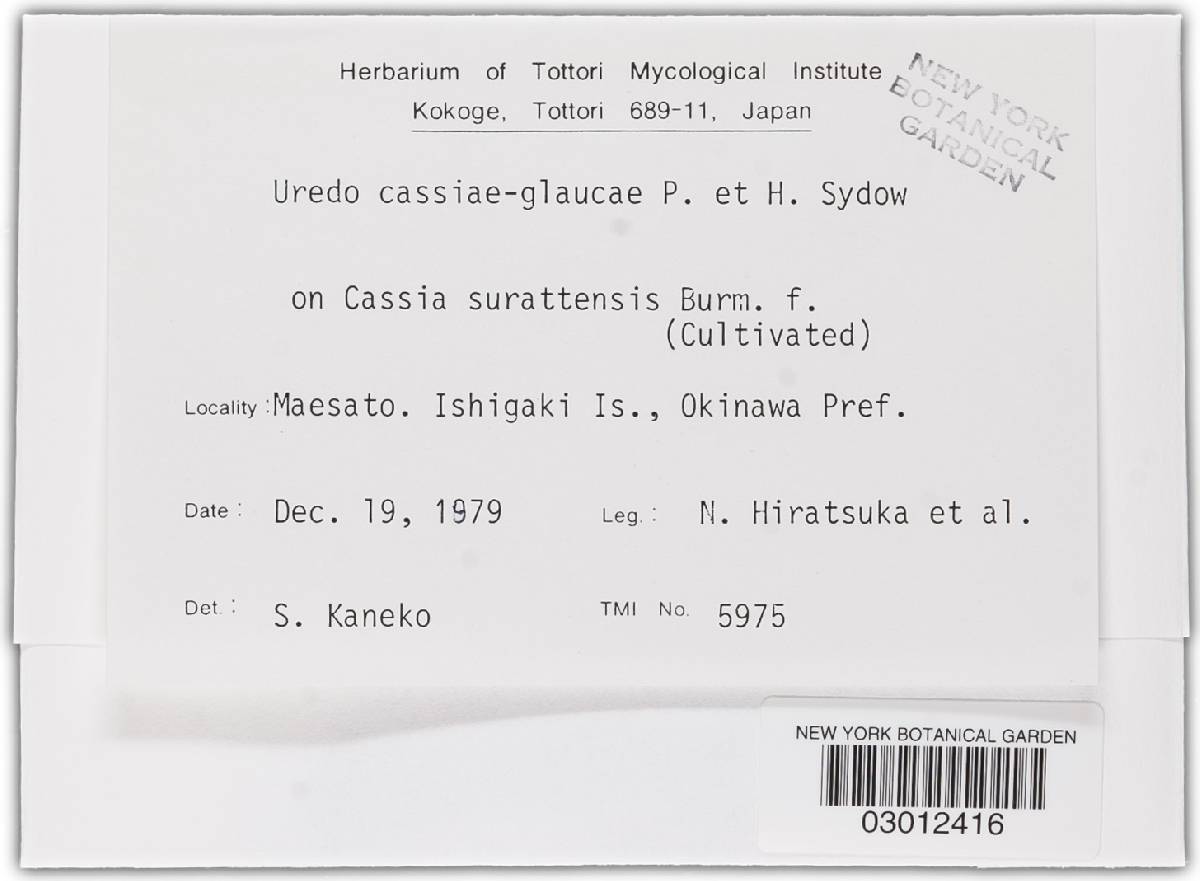 Herbarium of Tottori Mycological Institute
Kokoge, Tottori 689-11, Japan
NEW YORK
BOTANICAL
GARDEN
Uredo cassiae-glaucae P. et H. Sydow
on Cassia surattensis Burm. f.
(Cultivated)
Locality : Maesato. Ishigaki Is., Okinawa Pref.
Date : Dec. 19, 1979 Leg. : N. Hiratsuka et al.
Det. : S. Kaneko TMI No. 5975
NEW YORK BOTANICAL GARDEN
03012416